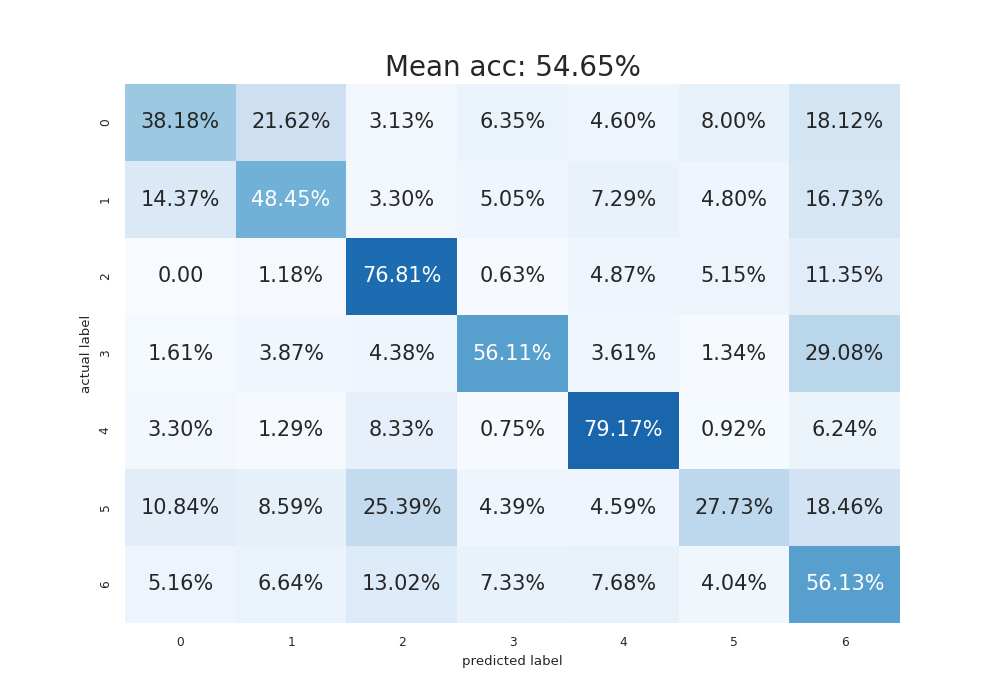 Mean acc: 54.65%
0 38.18% 21.62% 3.13% 6.35% 4.60% 8.00% 18.12%
1 14.37% 48.45% 3.30% 5.05% 7.29% 4.80% 16.73%
2 0.00 1.18% 76.81% 0.63% 4.87% 5.15% 11.35%
actual label
3 1.61% 3.87% 4.38% 56.11% 3.61% 1.34% 29.08%
4 3.30% 1.29% 8.33% 0.75% 79.17% 0.92% 6.24%
5 10.84% 8.59% 25.39% 4.39% 4.59% 27.73% 18.46%
6 5.16% 6.64% 13.02% 7.33% 7.68% 4.04% 56.13%
0 1 2 3 4 5 6
predicted label